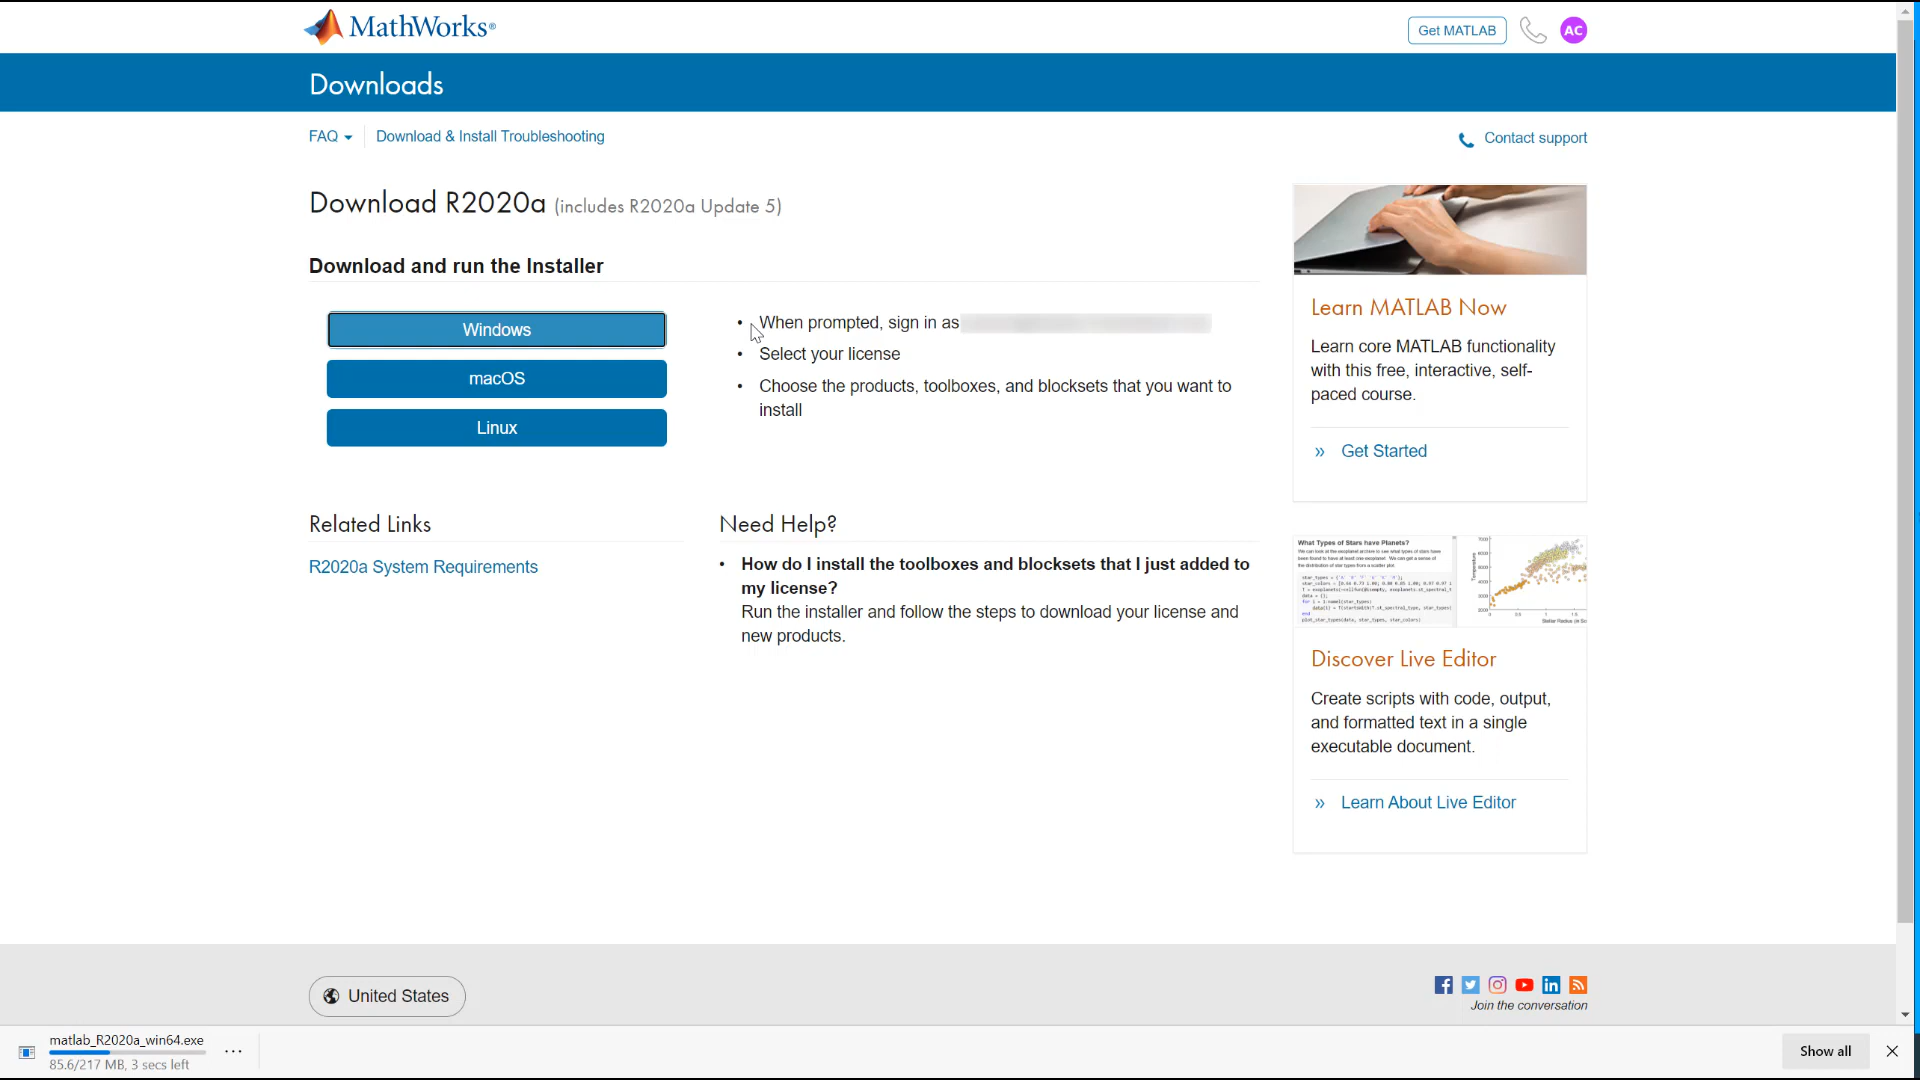 MathWorks®
Get MATLAB
AC
Downloads
FAQ
Download & Install Troubleshooting
Contact support
Download R2020a (includes R2020a Update 5)
Download and run the Installer
Windows
macOS
Linux
• When prompted, sign in as
• Select your license
• Choose the products, toolboxes, and blocksets that you want to
install
Learn MATLAB Now
Learn core MATLAB functionality
with this free, interactive, self-
paced course.
» Get Started
Related Links
R2020a System Requirements
Need Help?
• How do I install the toolboxes and blocksets that I just added to
my license?
Run the installer and follow the steps to download your license and
new products.
What Types of Stars have Planets?
Discover Live Editor
Create scripts with code, output,
and formatted text in a single
executable document.
» Learn About Live Editor
United States
Join the conversation
matlab_R2020a_win64.exe
85.6/217 MB, 3 secs left
...
Show all